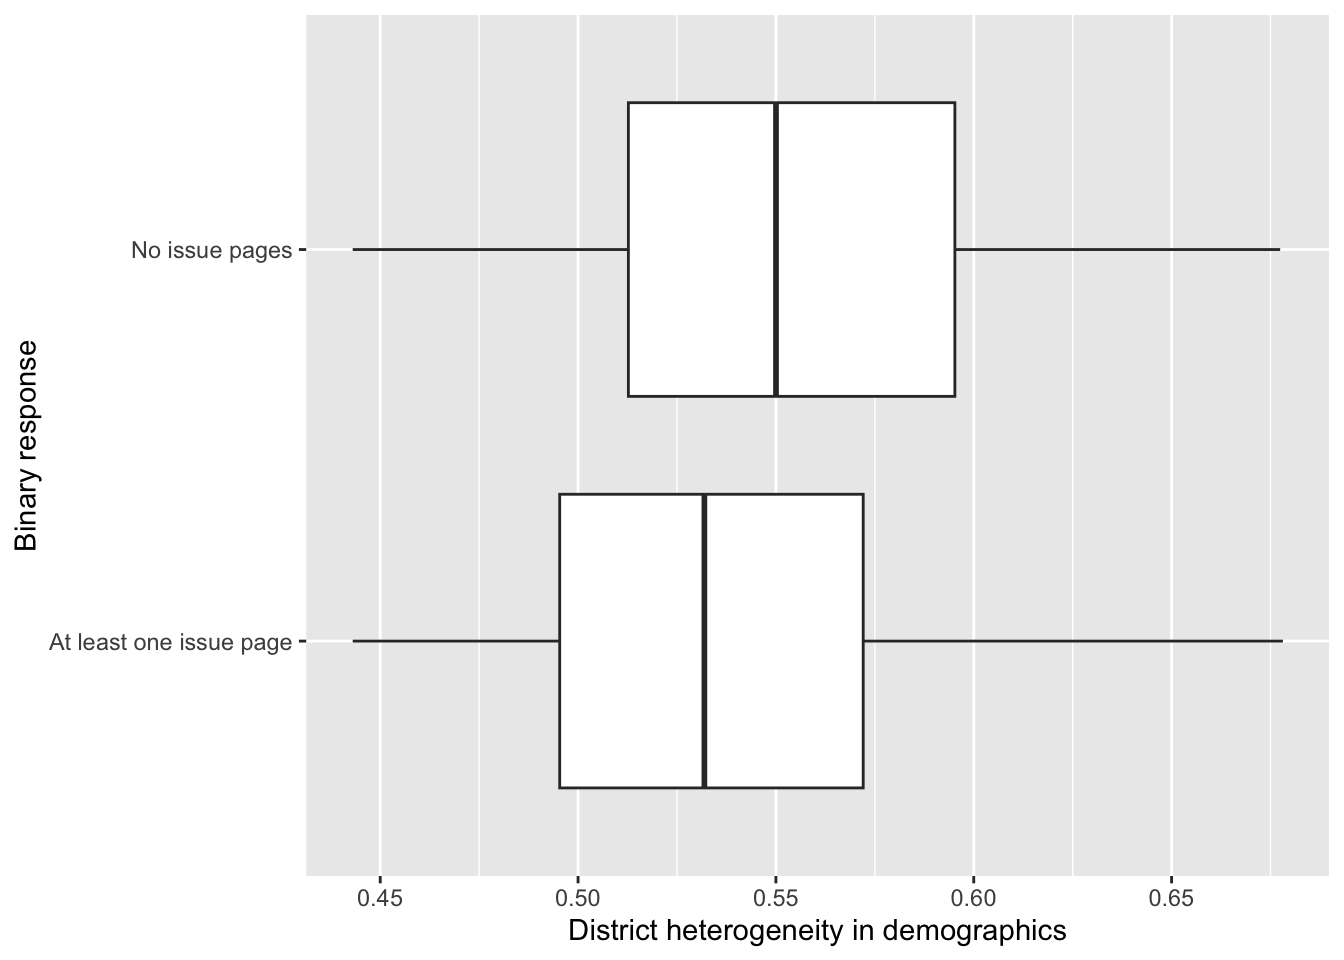 Binary response
No issue pages
At least one issue page
0.45 0.50 0.55 0.60 0.65
District heterogeneity in demographics